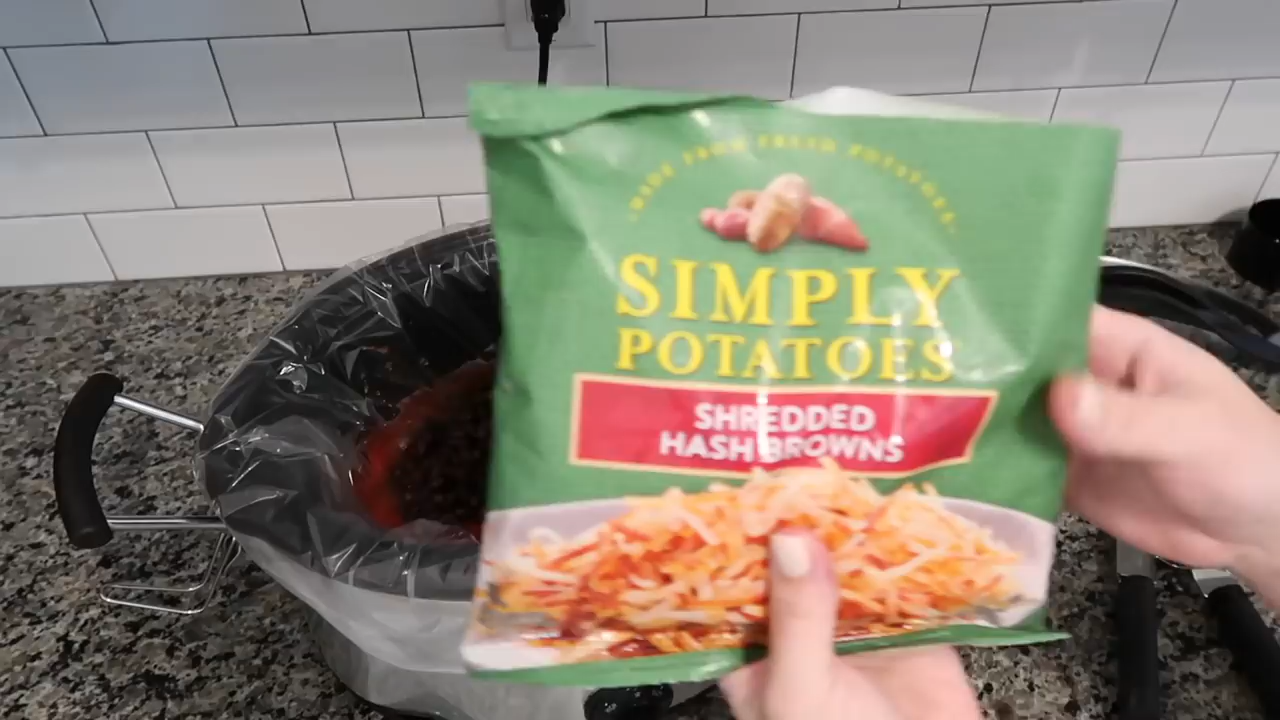 MADE FROM FRESH POTATOES
SIMPLY
POTATOES
SHREDDED
HASH BROWNS